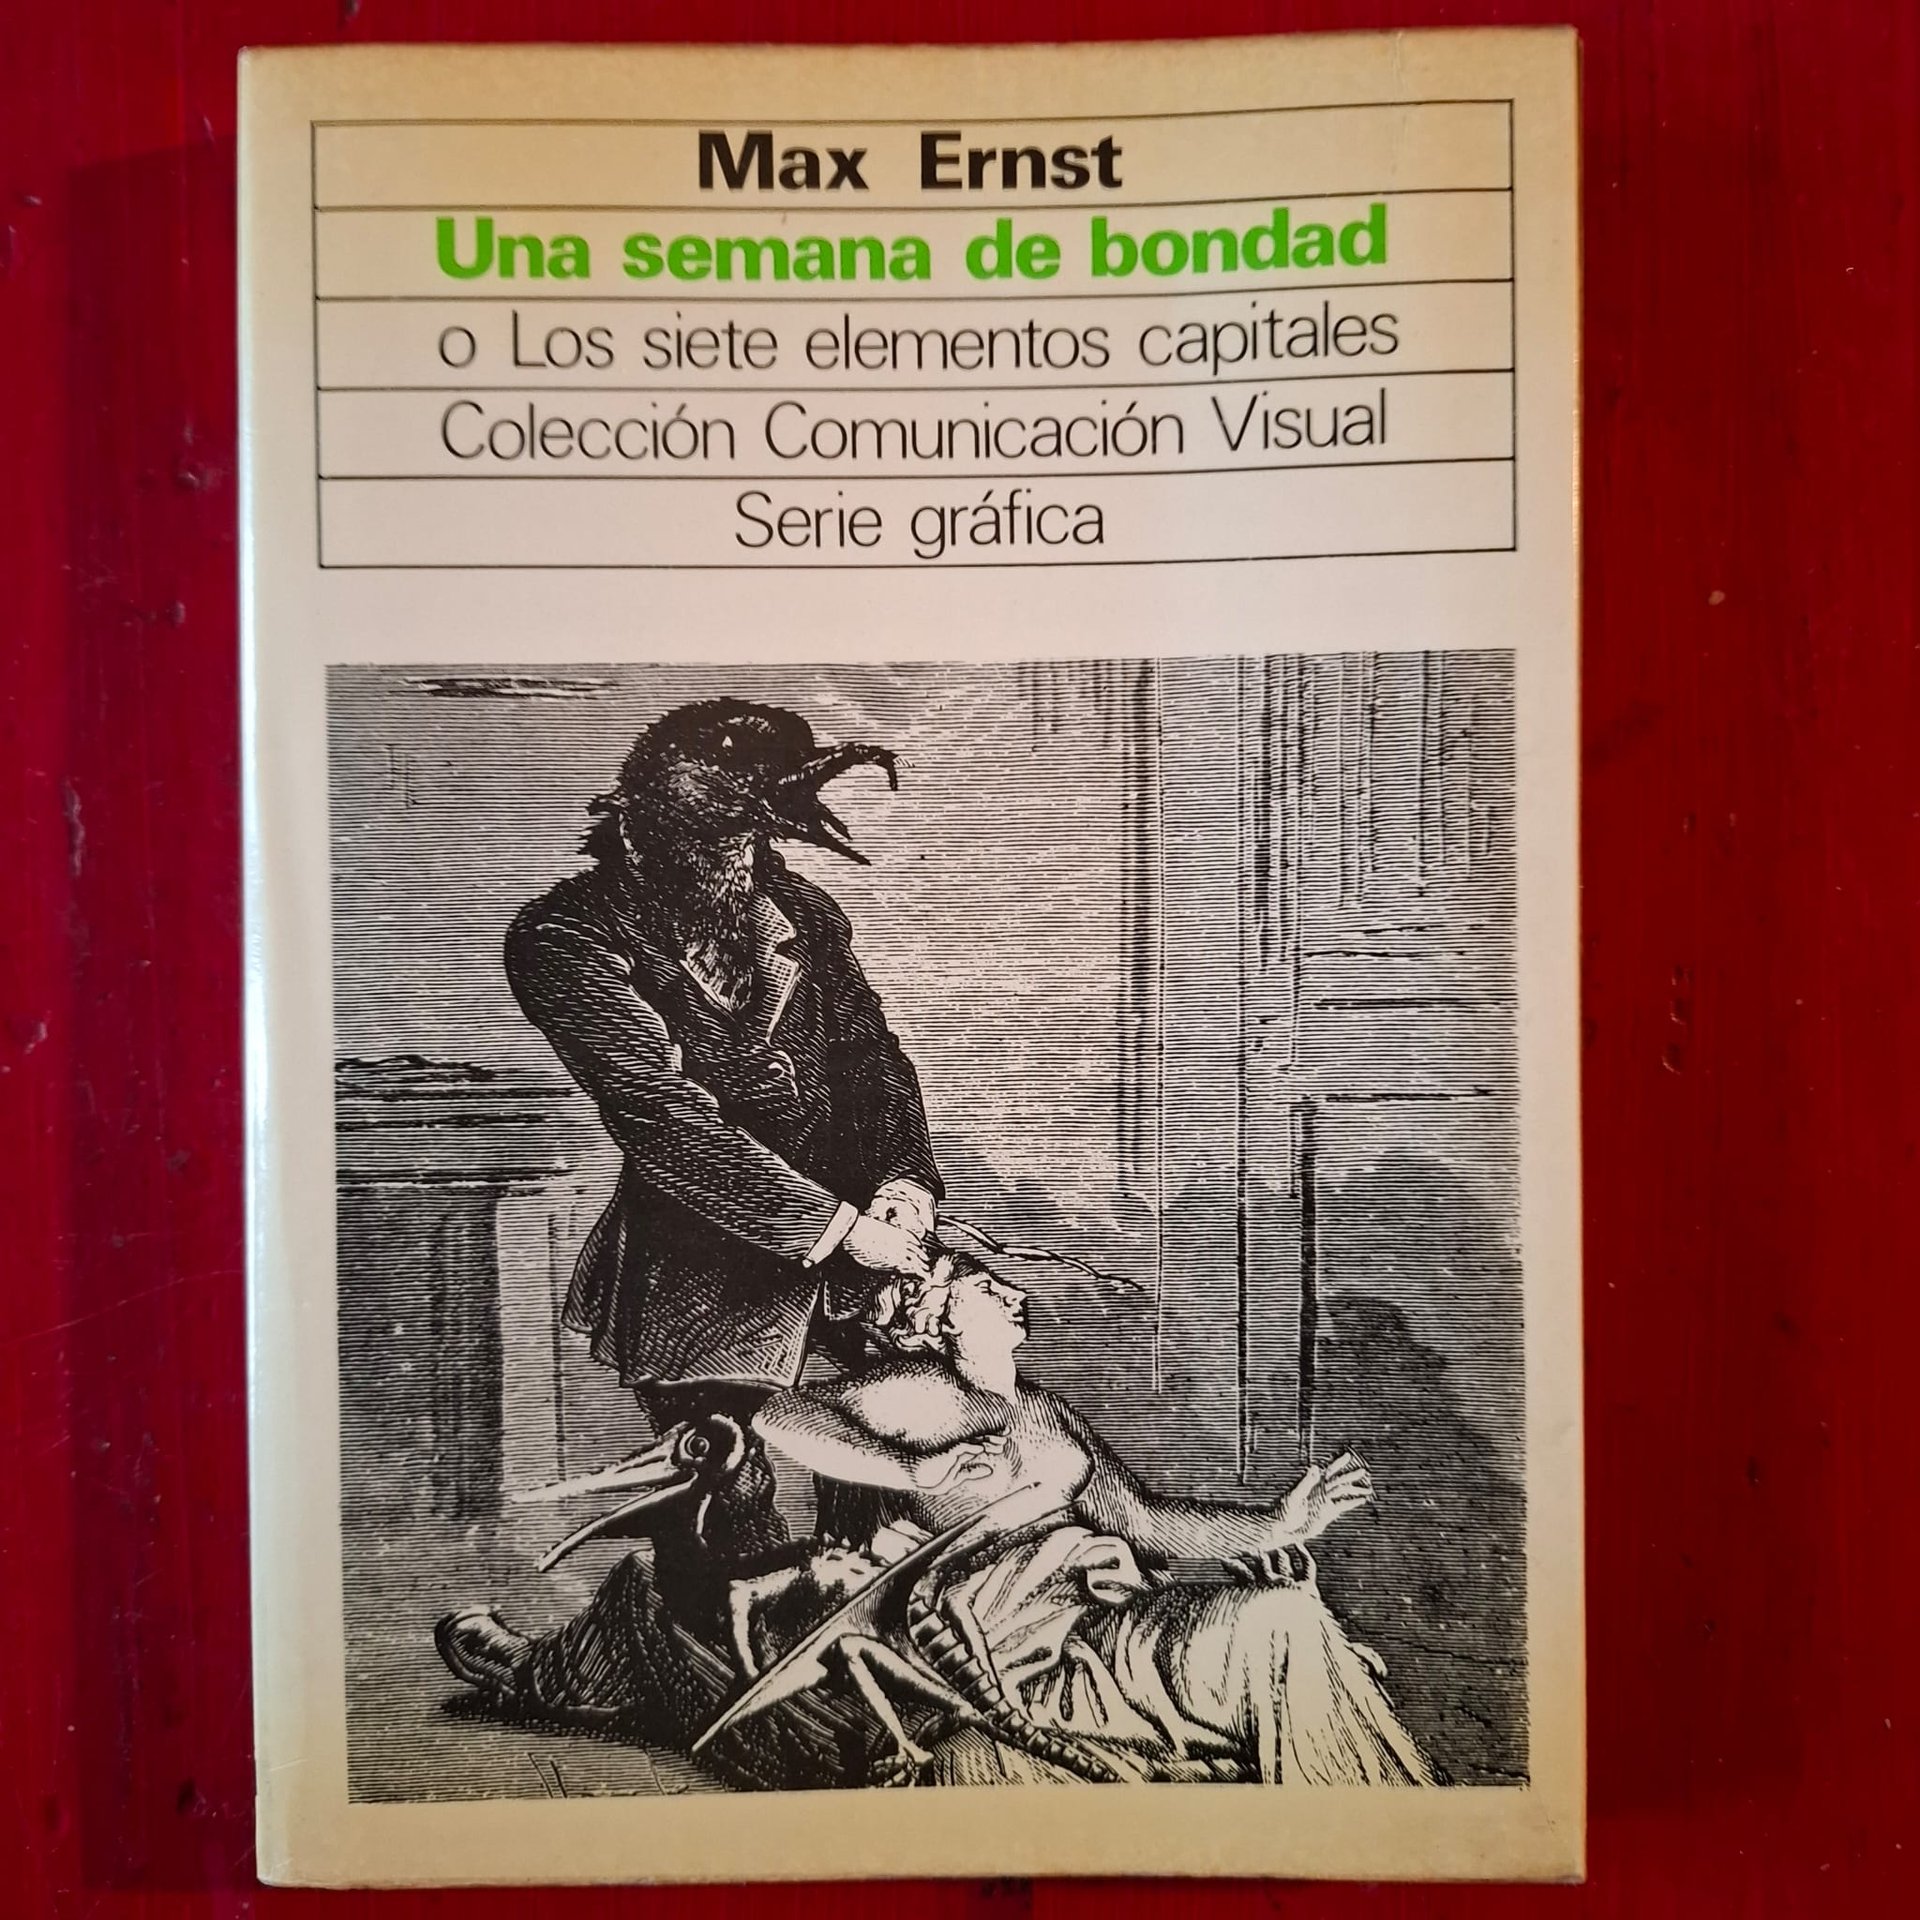 Max Ernst
Una semana de bondad
o Los siete elementos capitales
Colección Comunicación Visual
Serie gráfica